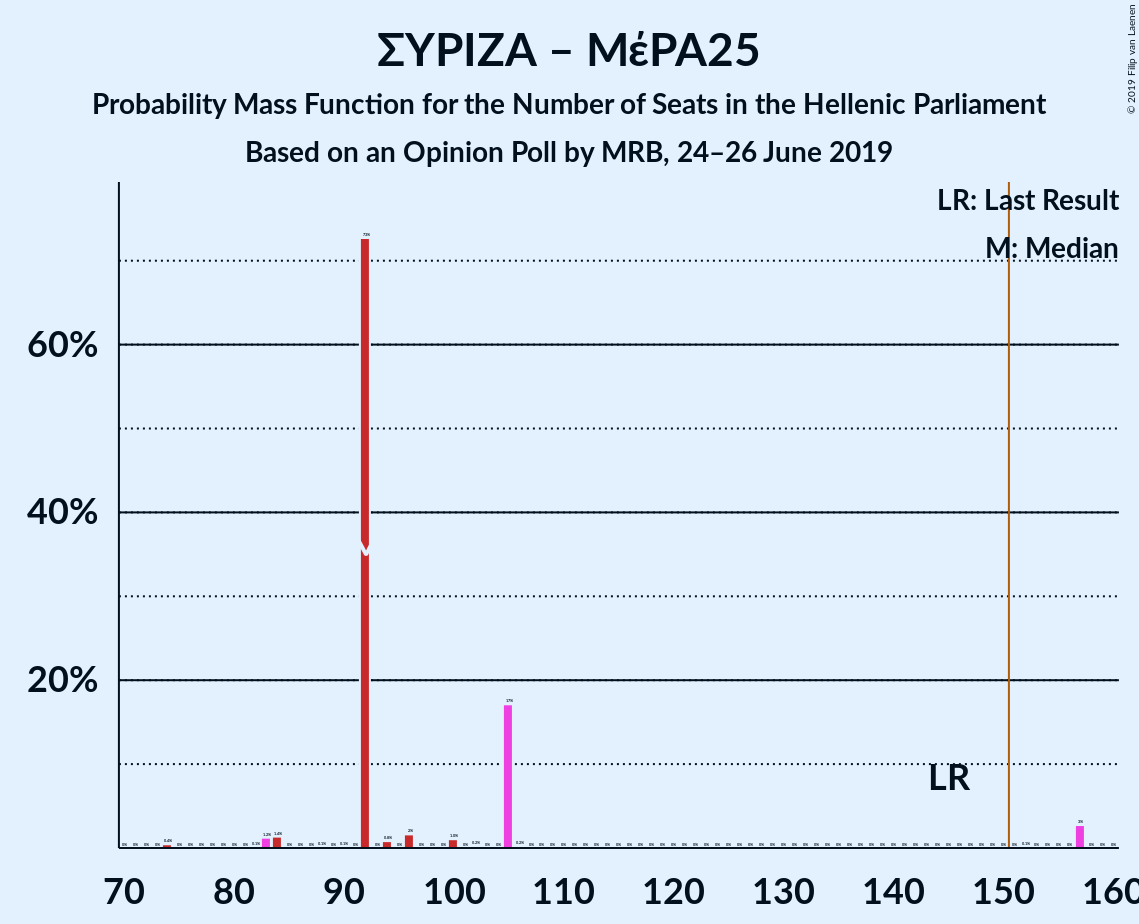 ΣΥΡΙΖΑ – ΜέΡΑ25
Probability Mass Function for the Number of Seats in the Hellenic Parliament
Based on an Opinion Poll by MRB, 24–26 June 2019
© 2019 Filip van Laenen
LR: Last Result
M: Median
60%
40%
20%
73%
17%
M
LR
70 80 90 100 110 120 130 140 150 160